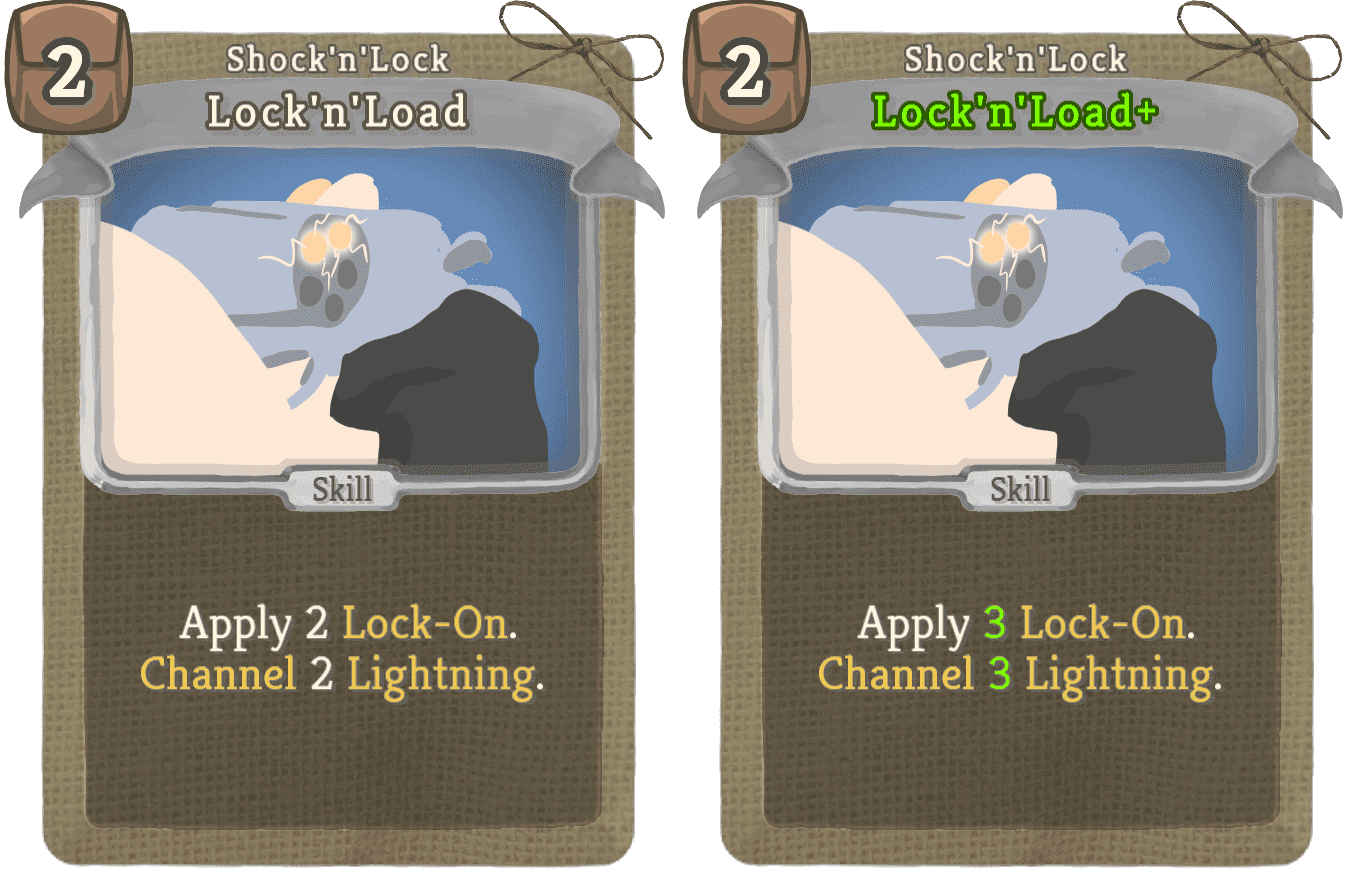 2
Shock'n'Lock
Lock'n'Load
Skill
Apply 2 Lock-On.
Channel 2 Lightning.
2
Shock'n'Lock
Lock'n'Load+
Skill
Apply 3 Lock-On.
Channel 3 Lightning.